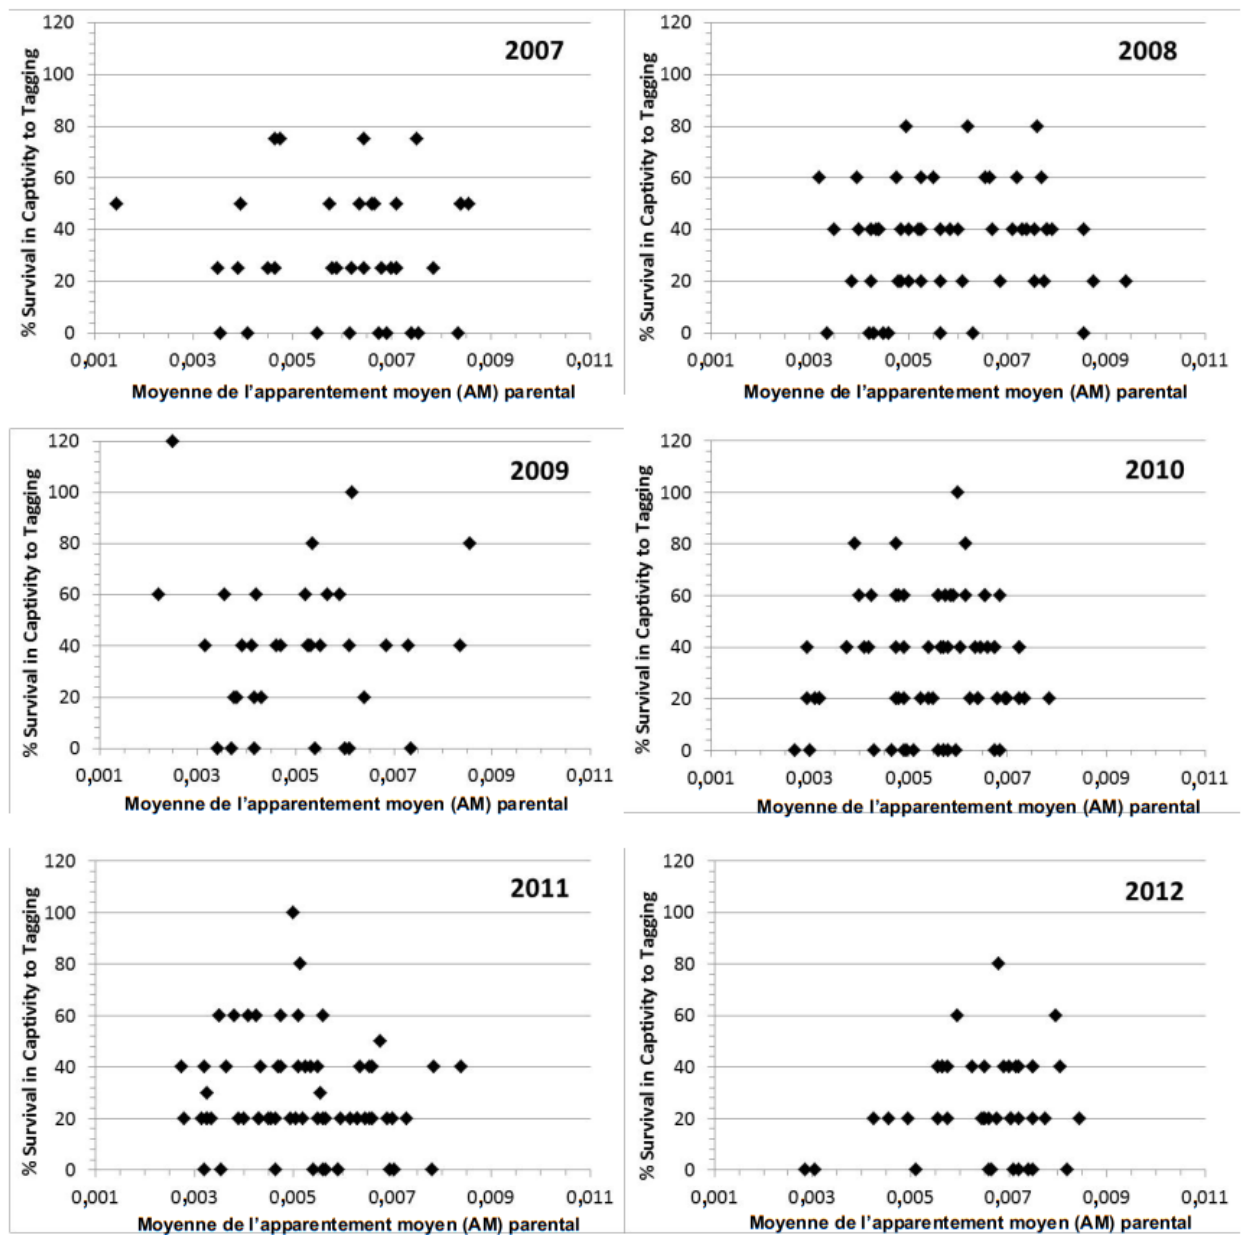 2007
% Survival in Captivity to Tagging
120
100
80
60
40
20
0
0,001 0,003 0,005 0,007 0,009 0,011
Moyenne de l'apparentement moyen (AM) parental
2008
% Survival in Captivity to Tagging
120
100
80
60
40
20
0
0,001 0,003 0,005 0,007 0,009 0,011
Moyenne de l'apparentement moyen (AM) parental
2009
% Survival in Captivity to Tagging
120
100
80
60
40
20
0
0,001 0,003 0,005 0,007 0,009 0,011
Moyenne de l'apparentement moyen (AM) parental
2010
% Survival in Captivity to Tagging
120
100
80
60
40
20
0
0,001 0,003 0,005 0,007 0,009 0,011
Moyenne de l'apparentement moyen (AM) parental
2011
% Survival in Captivity to Tagging
120
100
80
60
40
20
0
0,001 0,003 0,005 0,007 0,009 0,011
Moyenne de l'apparentement moyen (AM) parental
2012
% Survival in Captivity to Tagging
120
100
80
60
40
20
0
0,001 0,003 0,005 0,007 0,009 0,011
Moyenne de l'apparentement moyen (AM) parental